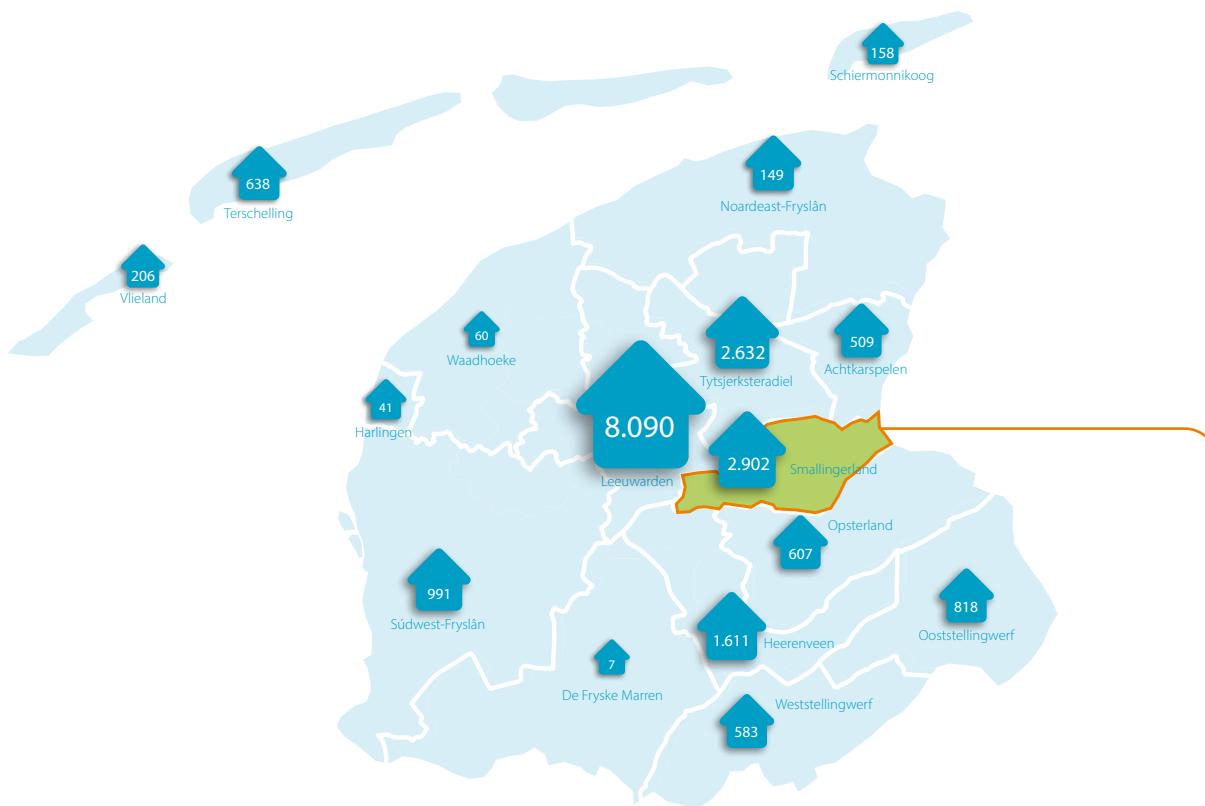 158
Schiermonnikoog
149
Noardeast-Fryslân
638
Terschelling
206
Vlieland
60
Waadhoeke
2.632
Tytsjerksteradiel
509
Achtkarspelen
41
Harlingen
8.090
Leeuwarden
2.902
Smallingerland
Opsterland
607
991
Súdwest-Fryslân
818
Ooststellingwerf
1.611
Heerenveen
7
De Fryske Marren
Weststellingwerf
583